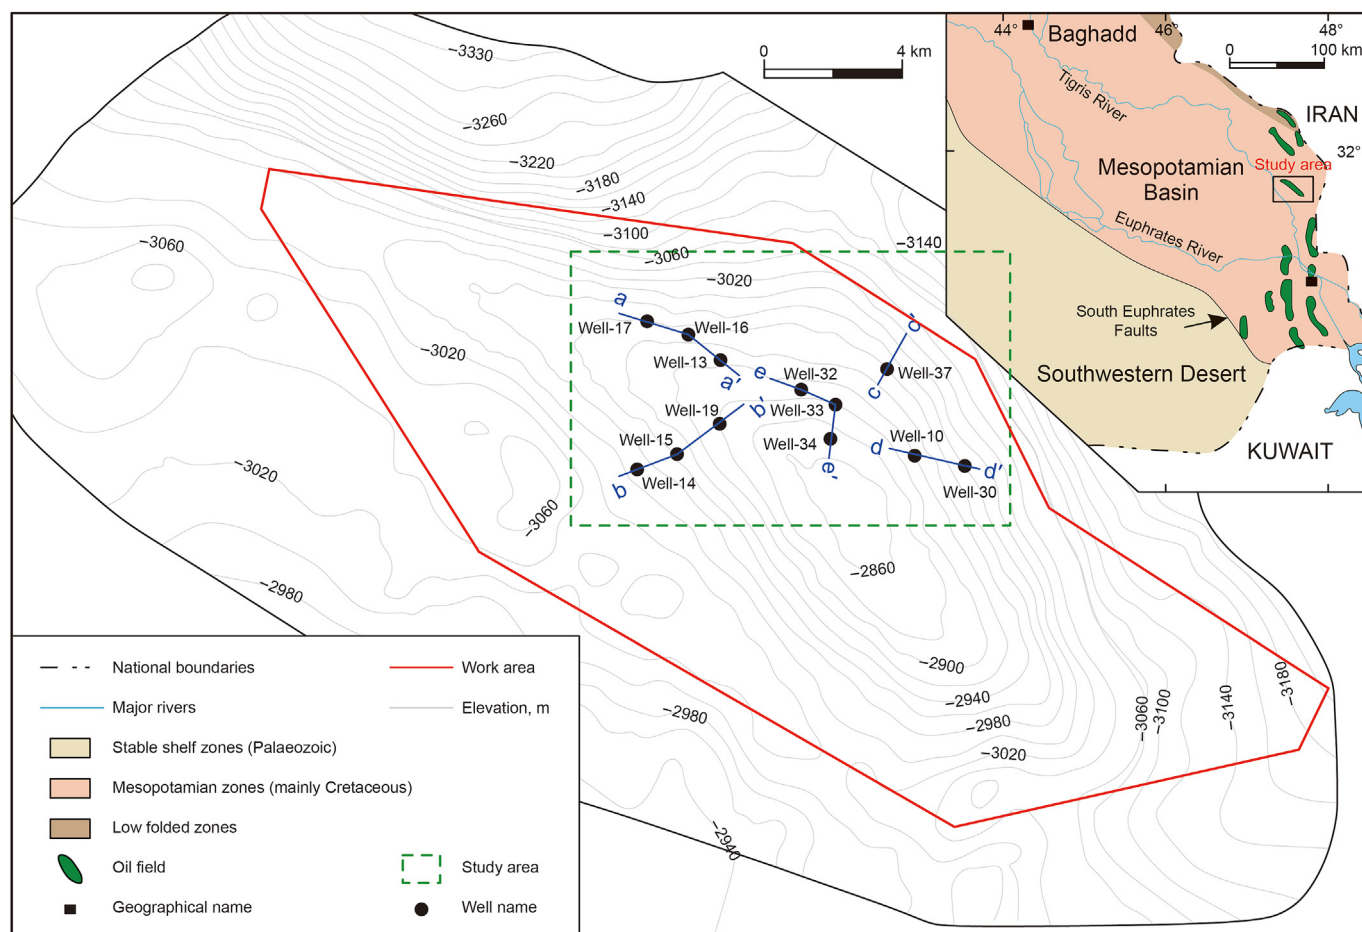 −3330
−3260
−3220
−3180
−3140
−3100
−3060
−3020
−3140
−3060
−3020
−3020
−3060
−2980
−2860
−2900
−2940
−2980
−3020
−3060
−3100
−3140
−3180
−2980
−2940
0 4 km
a
Well-17
Well-16
Well-13
a'
e
Well-32
b'
Well-19
Well-33
Well-15
Well-34
b
Well-14
e'
c'
Well-37
c
d
Well-10
d'
Well-30
44° 46° 48°
Baghadd
0 100 km
Tigris River
IRAN
32°
Mesopotamian
Basin
Study area
Euphrates River
South Euphrates
Faults
Southwestern Desert
KUWAIT
National boundaries
Major rivers
Stable shelf zones (Palaeozoic)
Mesopotamian zones (mainly Cretaceous)
Low folded zones
Oil field
Geographical name
Work area
Elevation, m
Study area
Well name